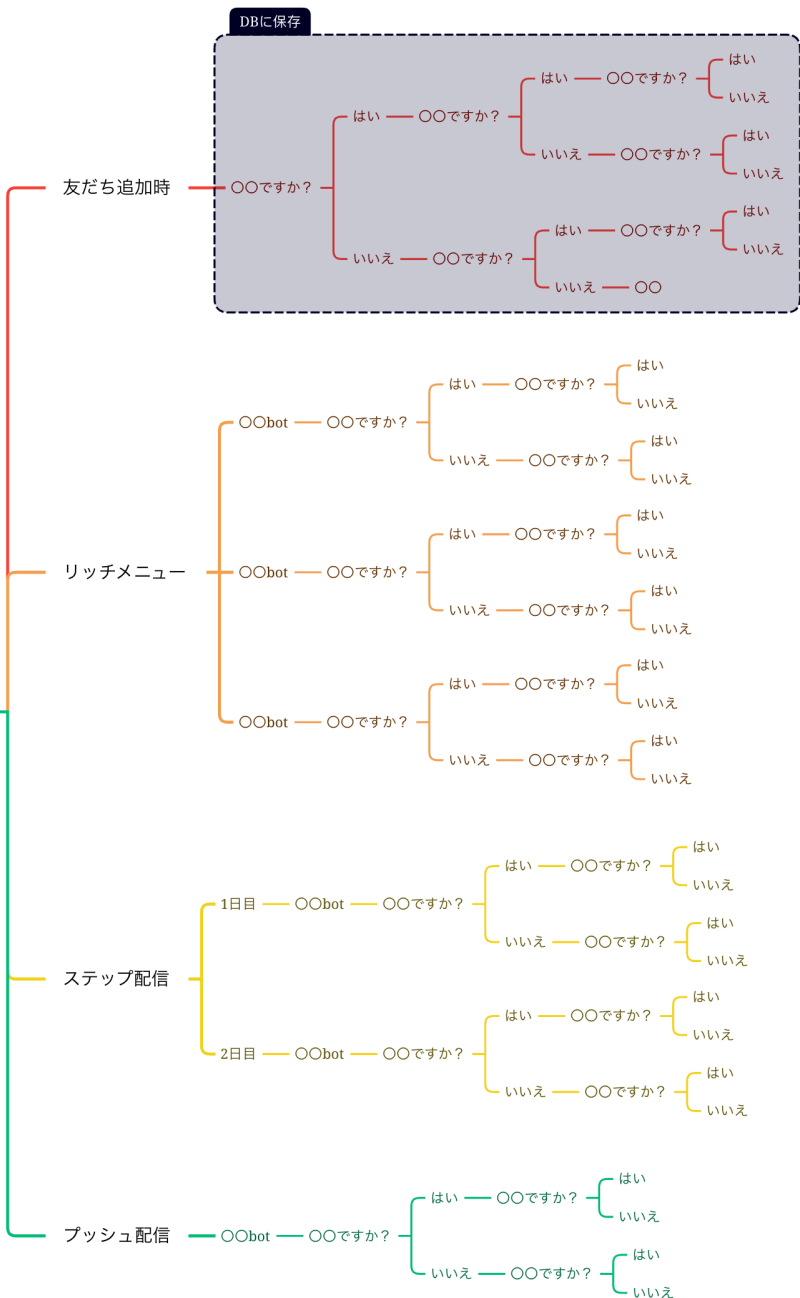 DBに保存
友だち追加時
〇〇ですか？
はい
〇〇ですか？
はい
〇〇ですか？
はい
いいえ
いいえ
〇〇ですか？
はい
いいえ
いいえ
〇〇ですか？
はい
〇〇ですか？
はい
いいえ
いいえ
〇〇
リッチメニュー
〇〇bot
〇〇ですか？
はい
〇〇ですか？
はい
いいえ
いいえ
〇〇ですか？
はい
いいえ
〇〇bot
〇〇ですか？
はい
〇〇ですか？
はい
いいえ
いいえ
〇〇ですか？
はい
いいえ
〇〇bot
〇〇ですか？
はい
〇〇ですか？
はい
いいえ
いいえ
〇〇ですか？
はい
いいえ
ステップ配信
1日目
〇〇bot
〇〇ですか？
はい
〇〇ですか？
はい
いいえ
いいえ
〇〇ですか？
はい
いいえ
2日目
〇〇bot
〇〇ですか？
はい
〇〇ですか？
はい
いいえ
いいえ
〇〇ですか？
はい
いいえ
プッシュ配信
〇〇bot
〇〇ですか？
はい
〇〇ですか？
はい
いいえ
いいえ
〇〇ですか？
はい
いいえ